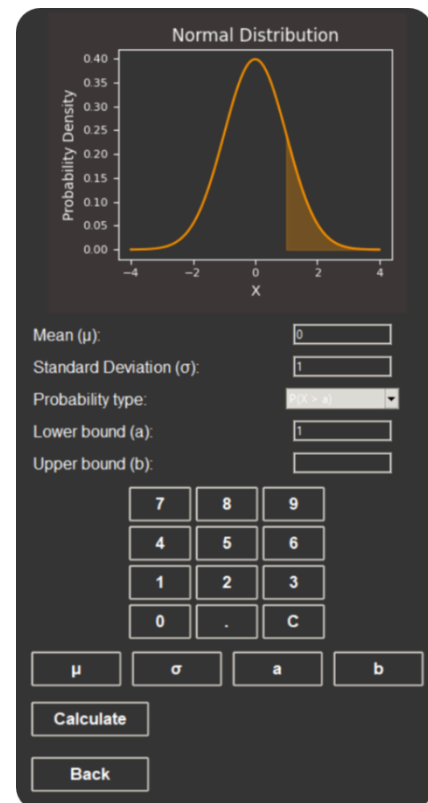 Normal Distribution
0.40
0.35
0.30
0.25
0.20
0.15
0.10
0.05
0.00
Probability Density
−4 −2 0 2 4
X
Mean (μ): 0
Standard Deviation (σ): 1
Probability type: P(X > a)
Lower bound (a): 1
Upper bound (b):
7 8 9
4 5 6
1 2 3
0 . C
μ σ a b
Calculate
Back